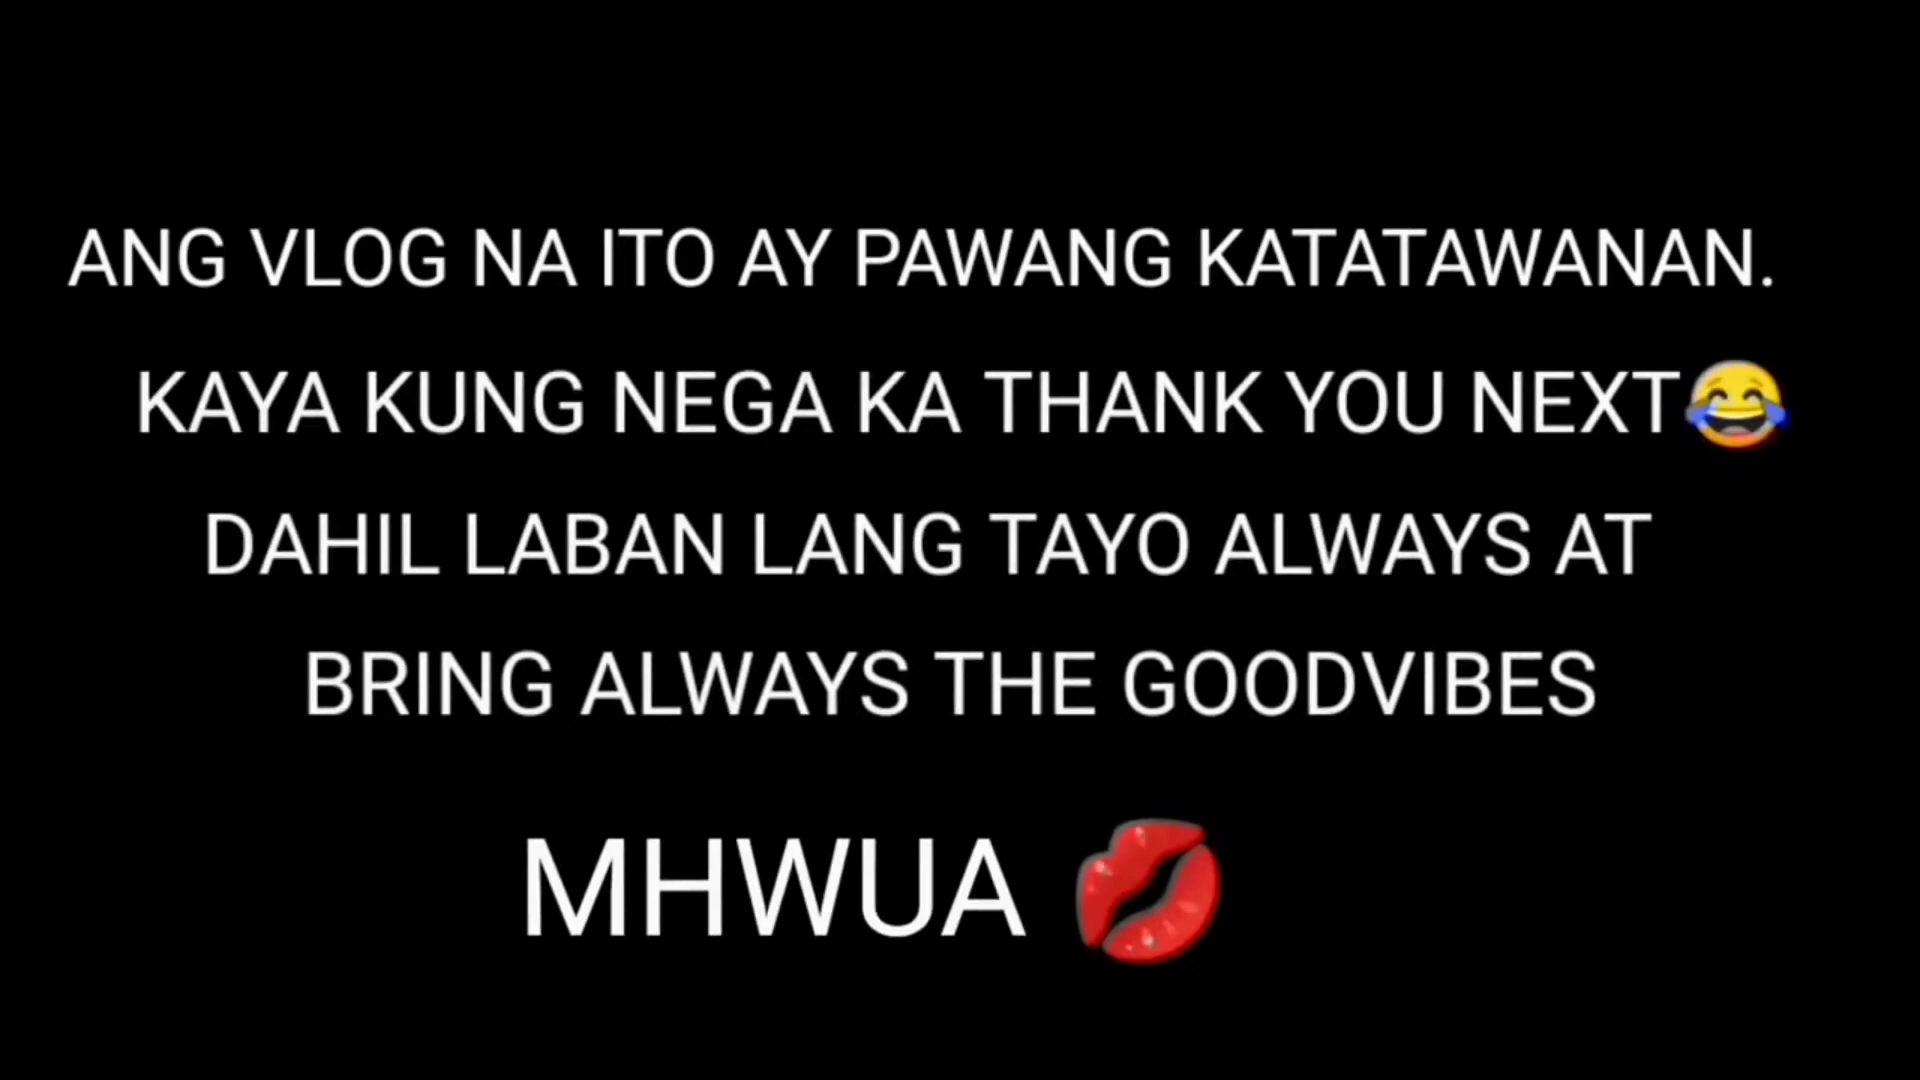 ANG VLOG NA ITO AY PAWANG KATATAWANAN.
KAYA KUNG NEGA KA THANK YOU NEXT😂
DAHIL LABAN LANG TAYO ALWAYS AT
BRING ALWAYS THE GOODVIBES
MHWUA 💋